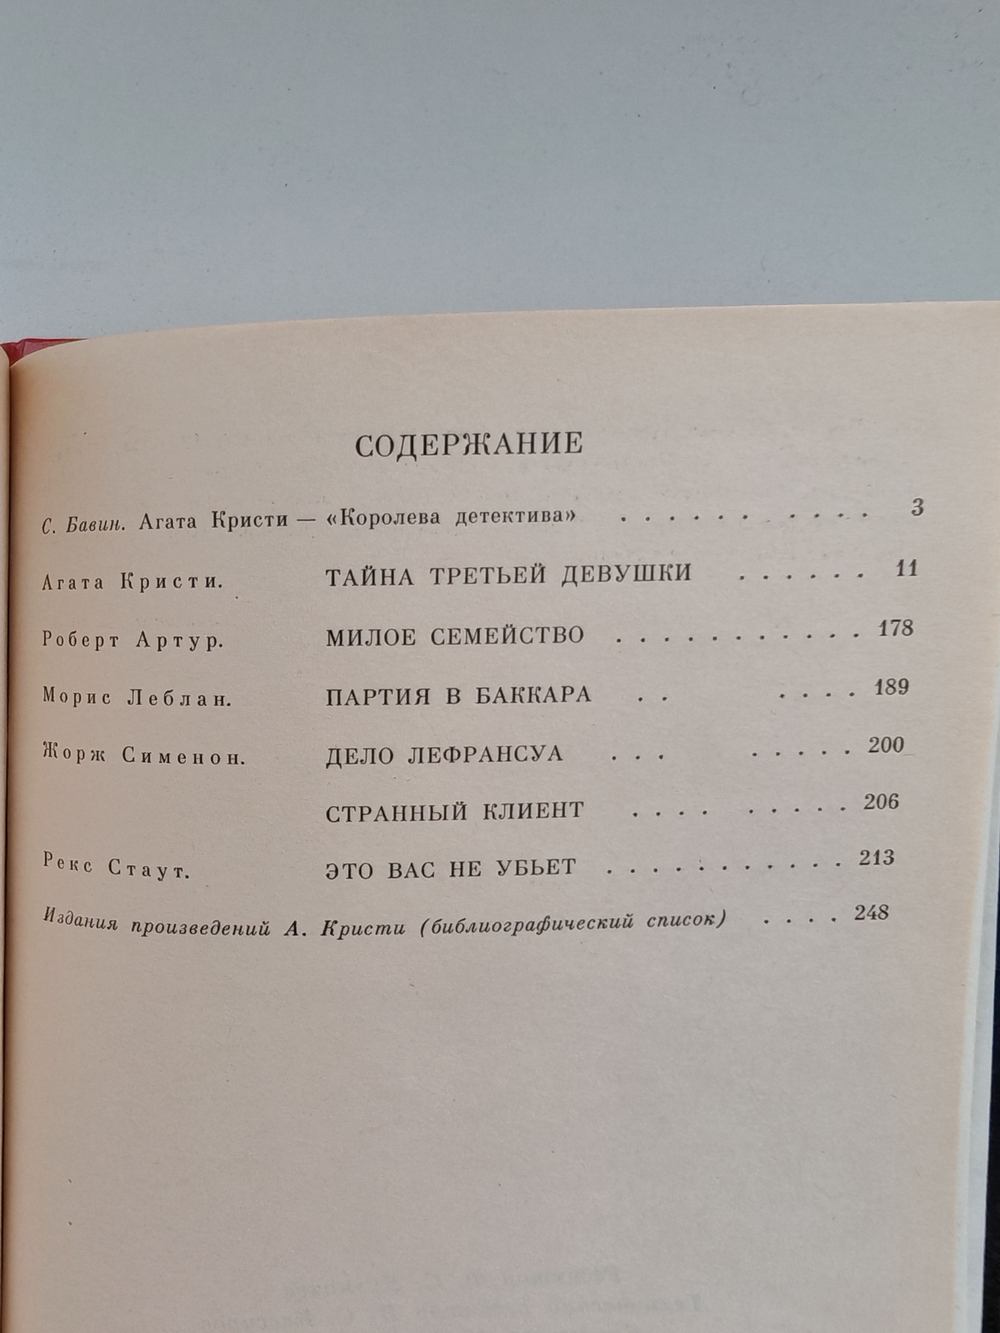 СОДЕРЖАНИЕ
С. Бавин. Агата Кристи — «Королева детектива» . . . . . . . . . . 3
Агата Кристи. ТАЙНА ТРЕТЬЕЙ ДЕВУШКИ . . . . . . 11
Роберт Артур. МИЛОЕ СЕМЕЙСТВО . . . . . . . . . . . 178
Морис Леблан. ПАРТИЯ В БАККАРА . . . . . . 189
Жорж Сименон. ДЕЛО ЛЕФРАНСУА . . . . . . . . 200
СТРАННЫЙ КЛИЕНТ . . . . . . . . . 206
Рекс Стаут. ЭТО ВАС НЕ УБЬЕТ . . . . . . . . . . . 213
Издания произведений А. Кристи (библиографический список) . . . . 248